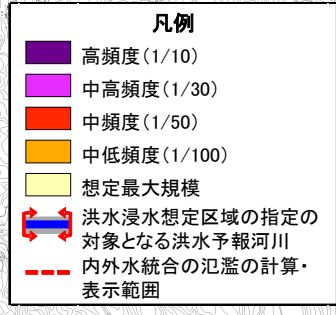 凡例
高頻度(1/10)
中高頻度(1/30)
中頻度(1/50)
中低頻度(1/100)
想定最大規模
洪水浸水想定区域の指定の
対象となる洪水予報河川
内外水統合の氾濫の計算・
表示範囲